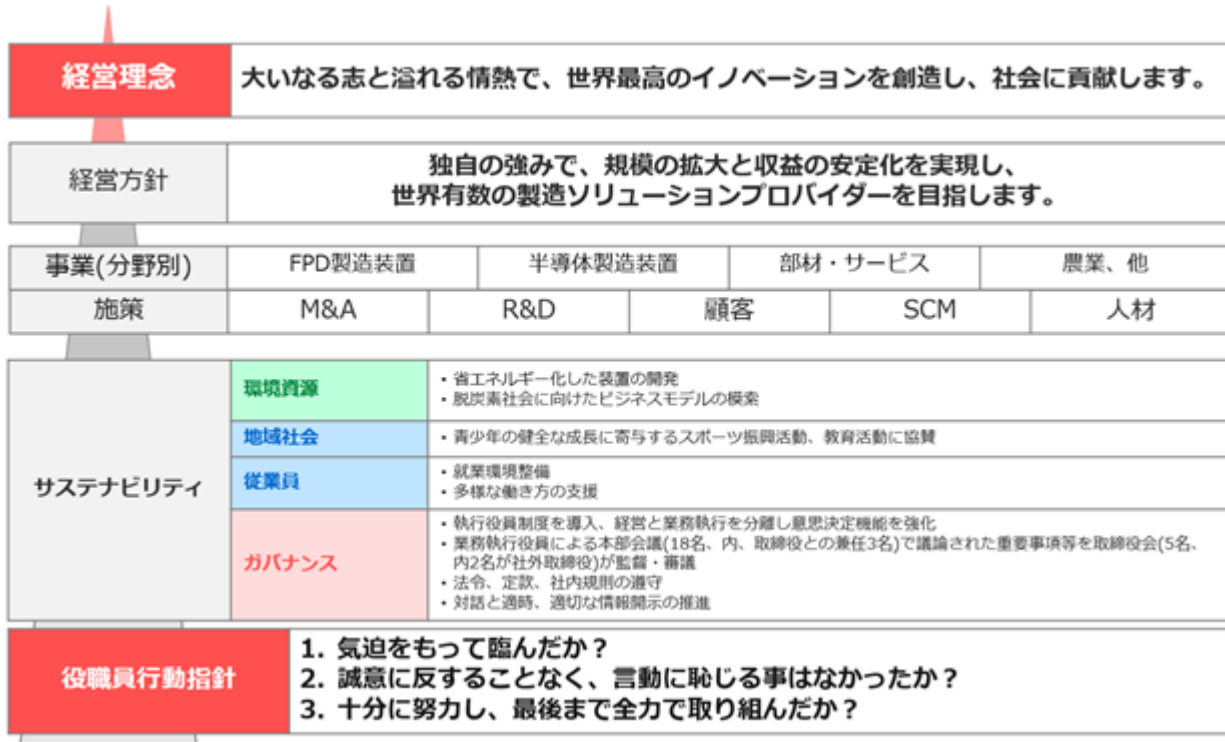 経営理念
大いなる志と溢れる情熱で、世界最高のイノベーションを創造し、社会に貢献します。
経営方針
独自の強みで、規模の拡大と収益の安定化を実現し、
世界有数の製造ソリューションプロバイダーを目指します。
事業(分野別)
FPD製造装置
半導体製造装置
部材・サービス
農業、他
施策
M&A
R&D
顧客
SCM
人材
サステナビリティ
環境資源
・省エネルギー化した装置の開発
・脱炭素社会に向けたビジネスモデルの模索
地域社会
・青少年の健全な成長に寄与するスポーツ振興活動、教育活動に協賛
従業員
・就業環境整備
・多様な働き方の支援
ガバナンス
・執行役員制度を導入、経営と業務執行を分離し意思決定機能を強化
・業務執行役員による本部会議(18名、内、取締役との兼任3名)で議論された重要事項等を取締役会(5名、
内2名が社外取締役)が監督・審議
・法令、定款、社内規則の遵守
・対話と適時、適切な情報開示の推進
役職員行動指針
1. 気迫をもって臨んだか？
2. 誠意に反することなく、言動に恥じる事はなかったか？
3. 十分に努力し、最後まで全力で取り組んだか？